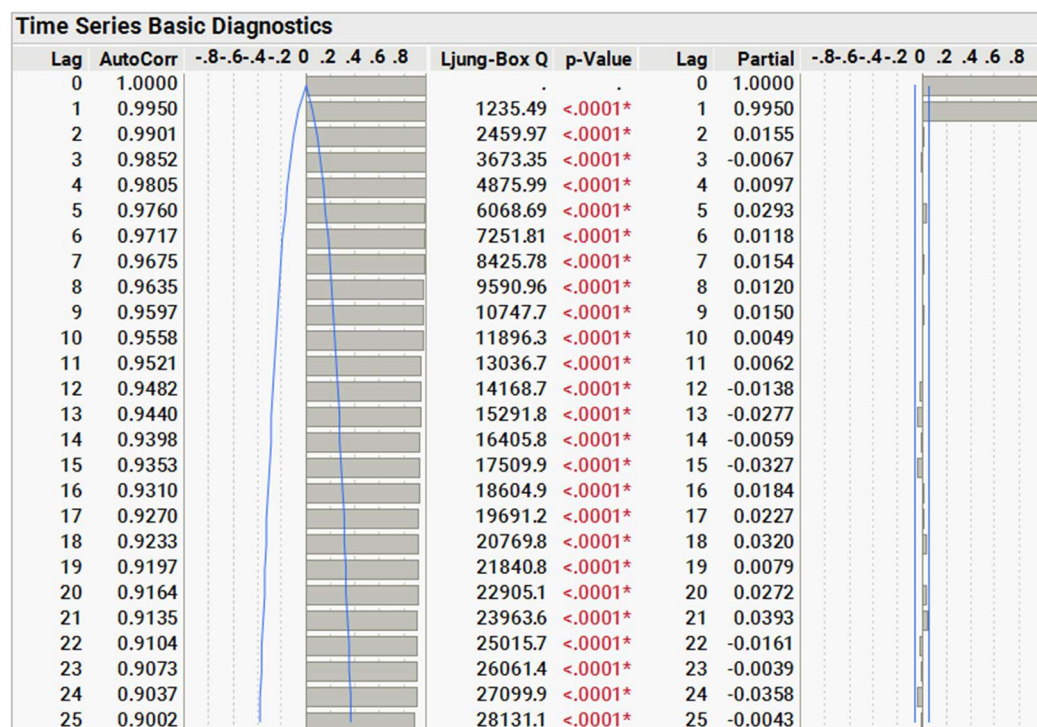 Time Series Basic Diagnostics
Lag AutoCorr -.8-.6-.4-.2 0 .2 .4 .6 .8 Ljung-Box Q p-Value Lag Partial -.8-.6-.4-.2 0 .2 .4 .6 .8
0 1.0000 . . 0 1.0000
1 0.9950 1235.49 <.0001* 1 0.9950
2 0.9901 2459.97 <.0001* 2 0.0155
3 0.9852 3673.35 <.0001* 3 -0.0067
4 0.9805 4875.99 <.0001* 4 0.0097
5 0.9760 6068.69 <.0001* 5 0.0293
6 0.9717 7251.81 <.0001* 6 0.0118
7 0.9675 8425.78 <.0001* 7 0.0154
8 0.9635 9590.96 <.0001* 8 0.0120
9 0.9597 10747.7 <.0001* 9 0.0150
10 0.9558 11896.3 <.0001* 10 0.0049
11 0.9521 13036.7 <.0001* 11 0.0062
12 0.9482 14168.7 <.0001* 12 -0.0138
13 0.9440 15291.8 <.0001* 13 -0.0277
14 0.9398 16405.8 <.0001* 14 -0.0059
15 0.9353 17509.9 <.0001* 15 -0.0327
16 0.9310 18604.9 <.0001* 16 0.0184
17 0.9270 19691.2 <.0001* 17 0.0227
18 0.9233 20769.8 <.0001* 18 0.0320
19 0.9197 21840.8 <.0001* 19 0.0079
20 0.9164 22905.1 <.0001* 20 0.0272
21 0.9135 23963.6 <.0001* 21 0.0393
22 0.9104 25015.7 <.0001* 22 -0.0161
23 0.9073 26061.4 <.0001* 23 -0.0039
24 0.9037 27099.9 <.0001* 24 -0.0358
25 0.9002 28131.1 <.0001* 25 -0.0043